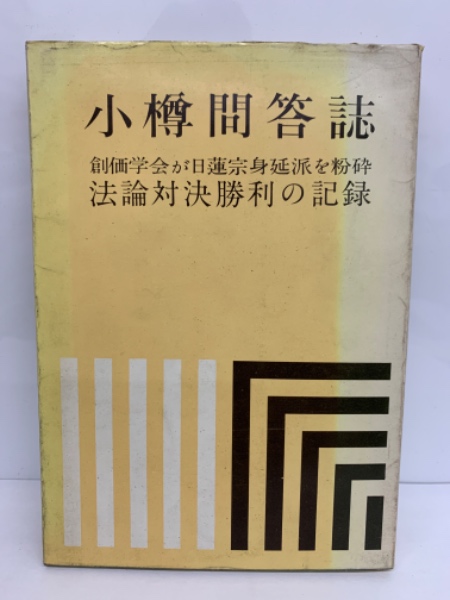 小樽問答誌
創価学会が日蓮宗身延派を粉砕
法論対決勝利の記録